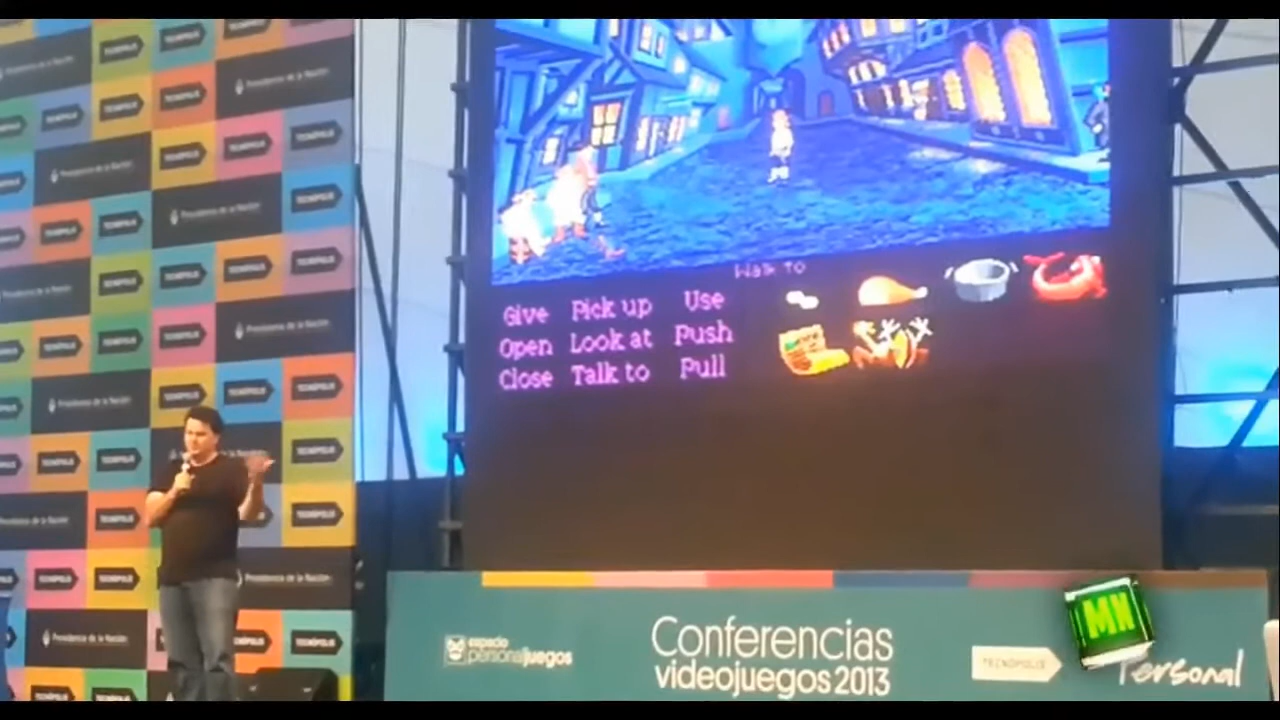 Walk to
Give Pick up Use
Open Look at Push
Close Talk to Pull
Presidencia de la Nación
TECNÓPOLIS
espacio
personaljuegos
Conferencias
videojuegos 2013
TECNÓPOLIS
MN
Personal